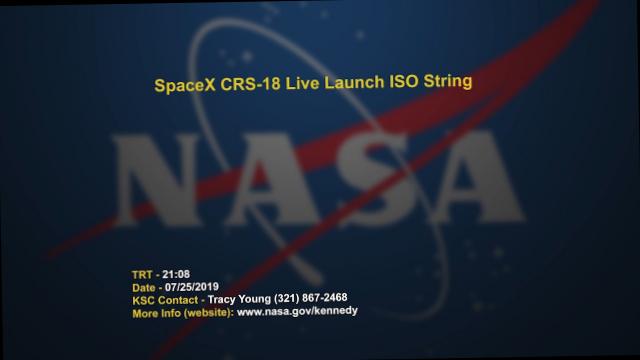 SpaceX CRS-18 Live Launch ISO String
NASA
TRT - 21:08
Date - 07/25/2019
KSC Contact - Tracy Young (321) 867-2468
More Info (website): www.nasa.gov/kennedy